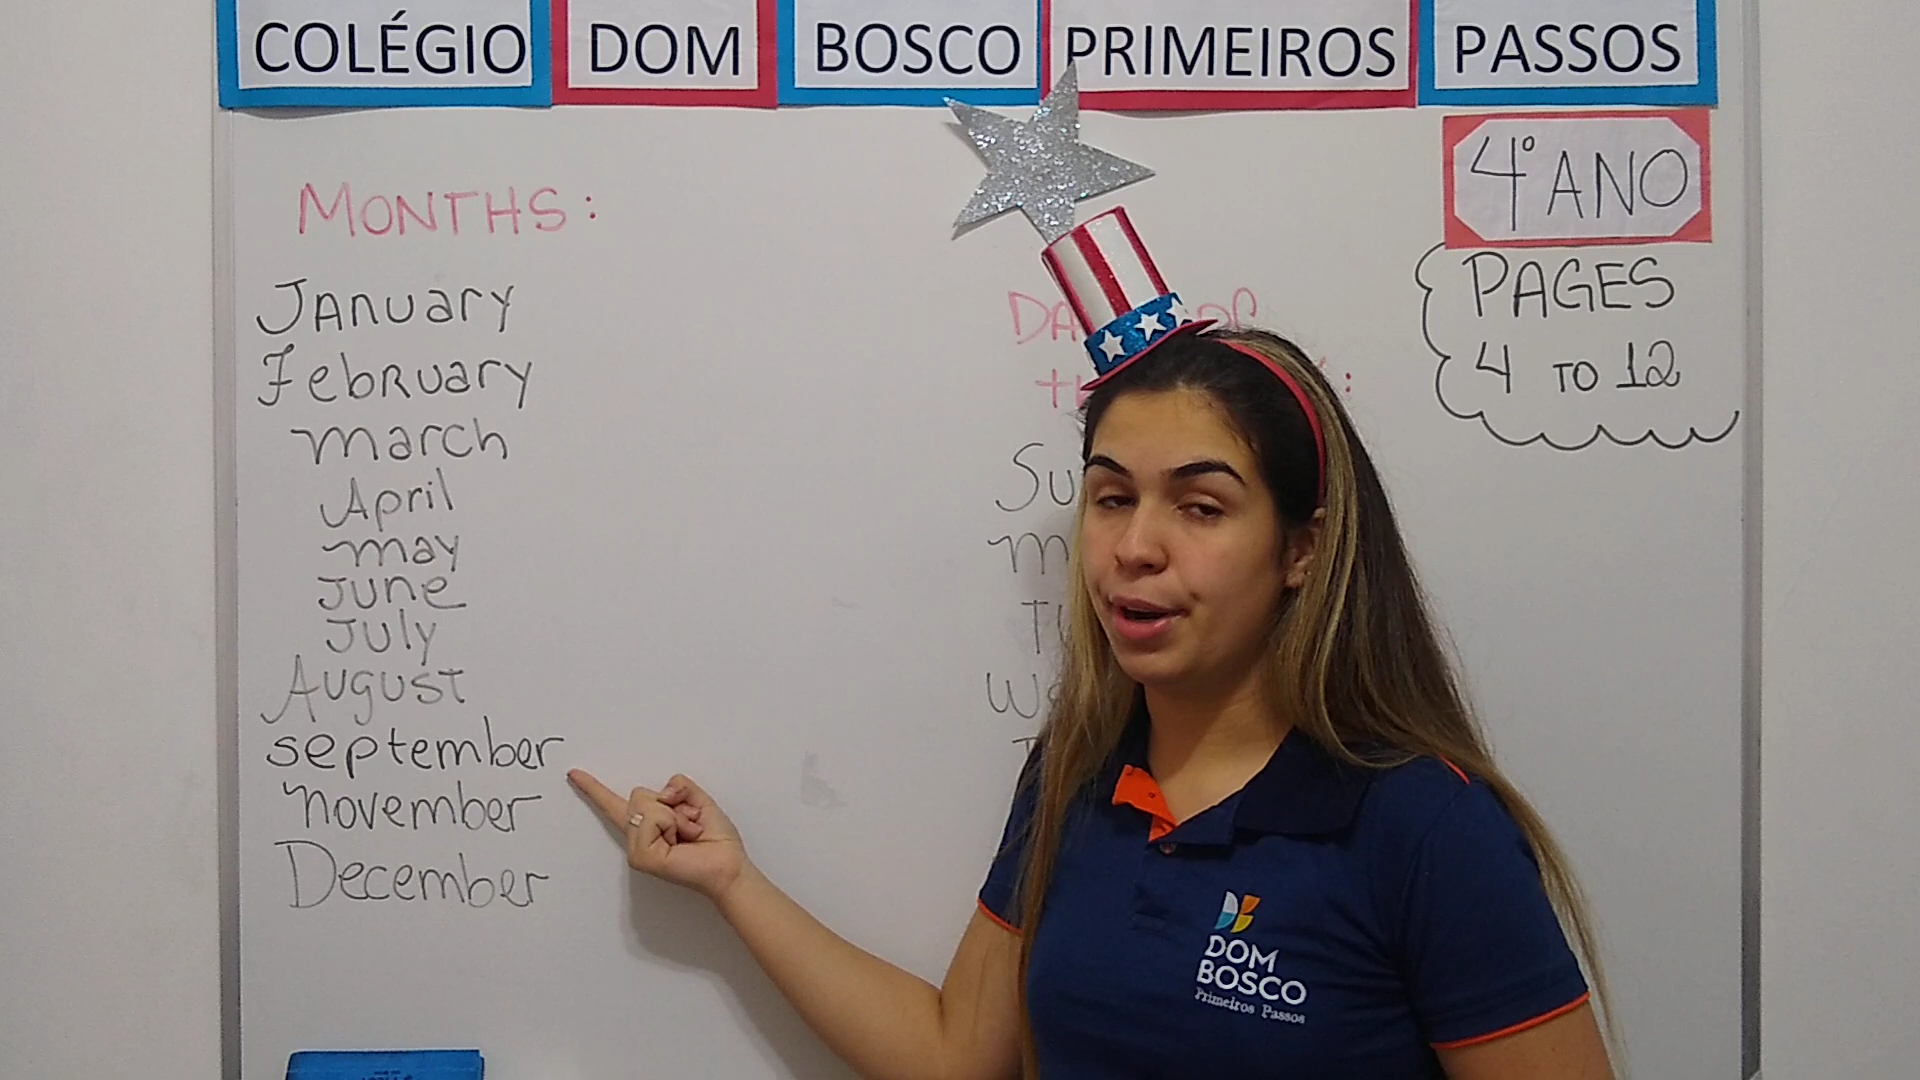 COLÉGIO DOM BOSCO PRIMEIROS PASSOS
4º ANO
PAGES
4 TO 12
MONTHS:
January
February
march
April
may
June
July
August
september
november
December
DOM
BOSCO
Primeiros Passos